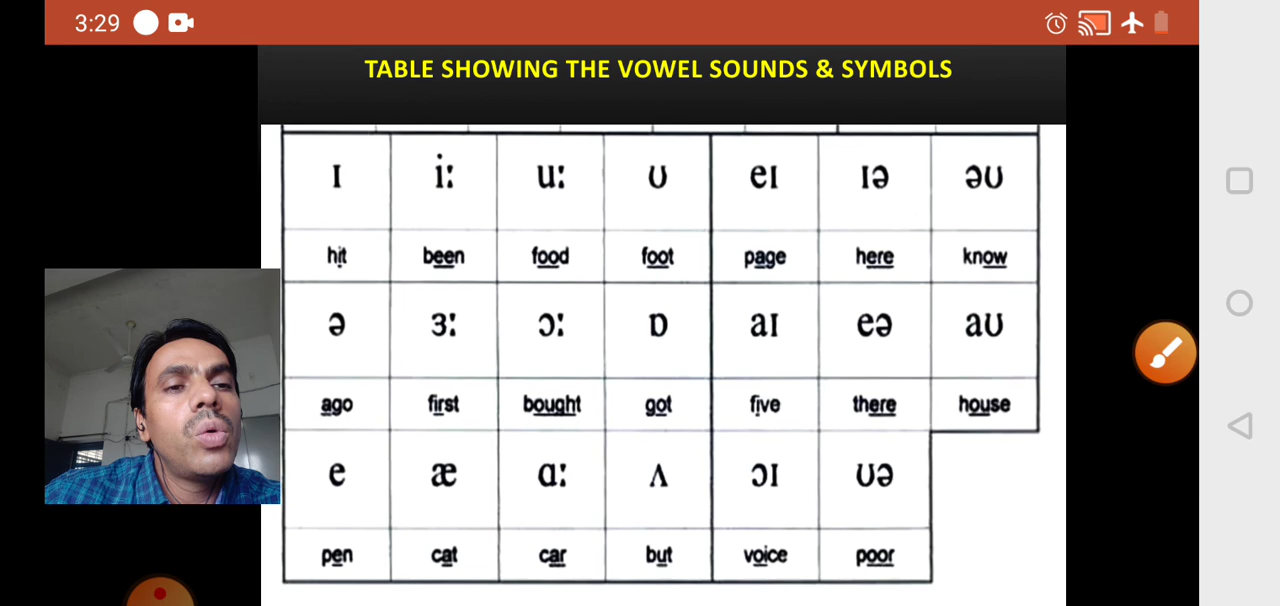 3:29
TABLE SHOWING THE VOWEL SOUNDS & SYMBOLS
ɪ iː uː ʊ eɪ ɪə əʊ
hit been food foot page here know
ə ɜː ɔː ɒ aɪ eə aʊ
ago first bought got five there house
e æ ɑː ʌ ɔɪ ʊə
pen cat car but voice poor